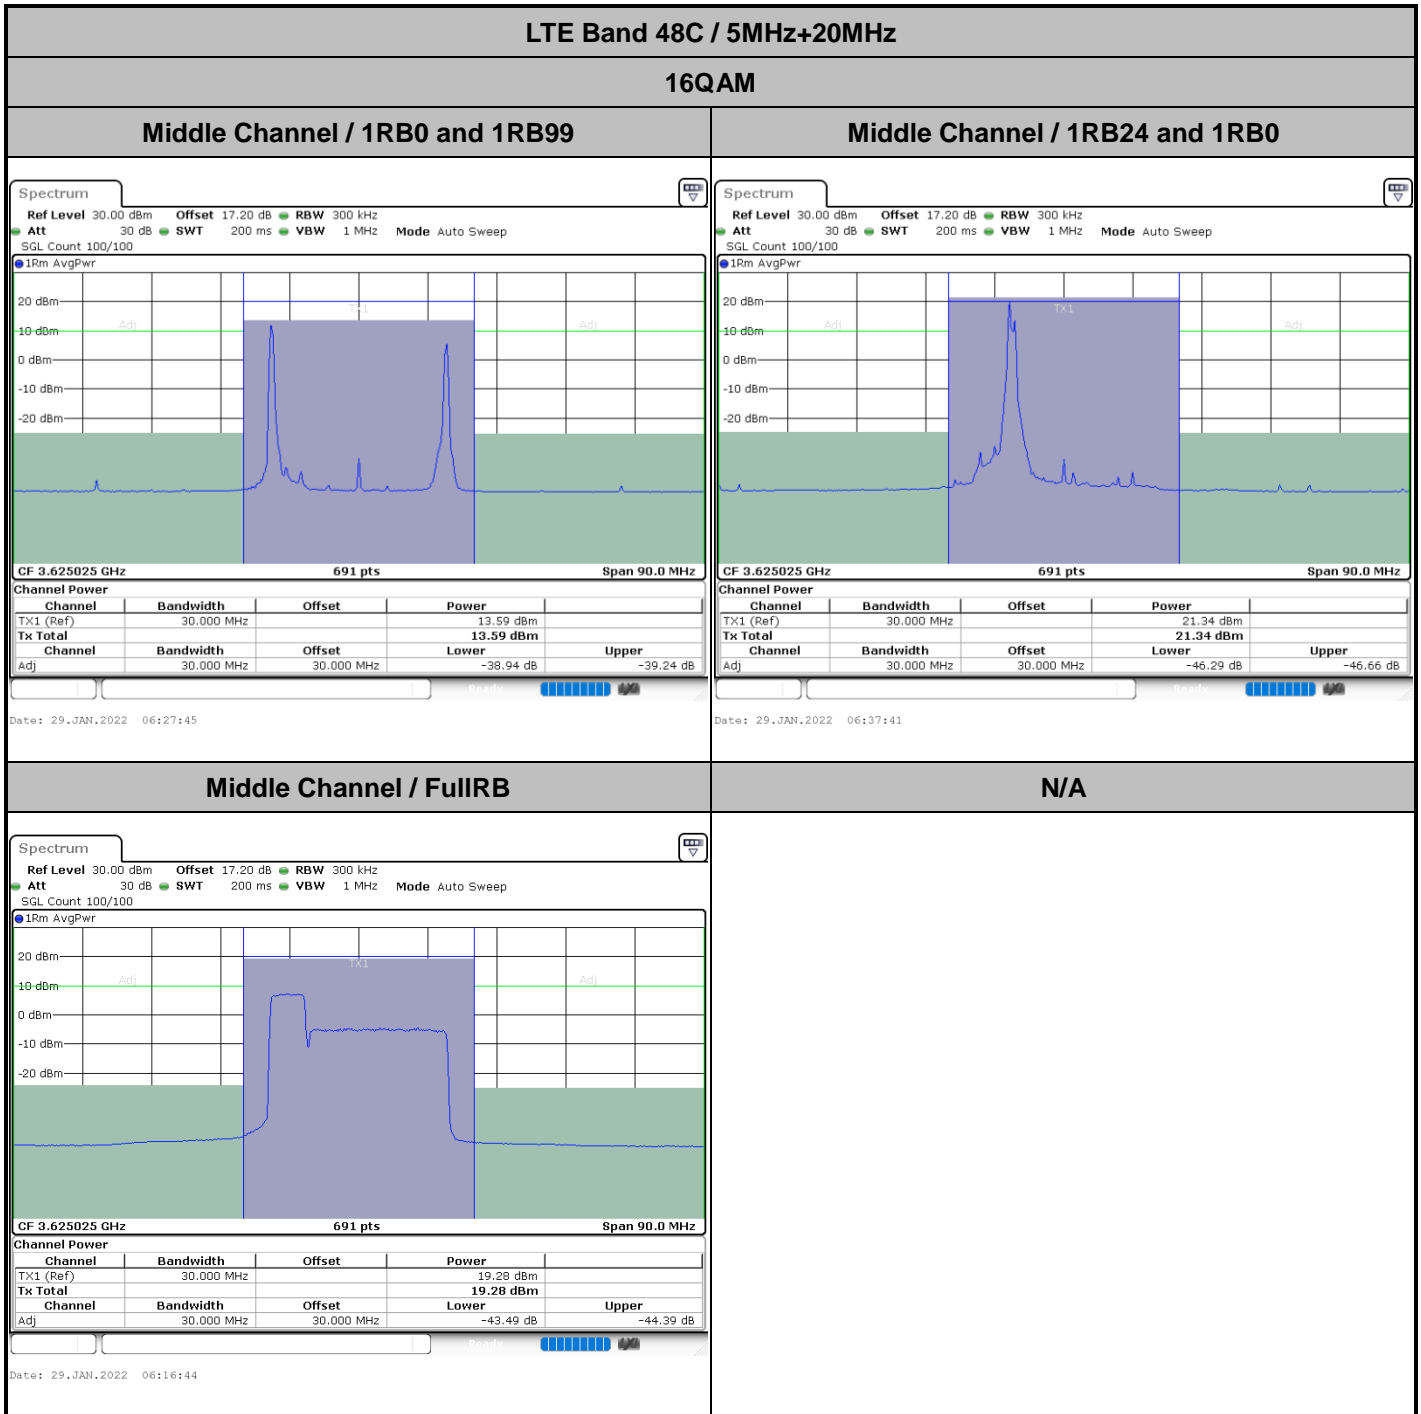 LTE Band 48C / 5MHz+20MHz
16QAM
Middle Channel / 1RB0 and 1RB99
Middle Channel / 1RB24 and 1RB0
Spectrum
Ref Level 30.00 dBm Offset 17.20 dB RBW 300 kHz
Att 30 dB SWT 200 ms VBW 1 MHz Mode Auto Sweep
SGL Count 100/100
1Rm AvgPwr
TX1
20 dBm
Adj
Adj
10 dBm
0 dBm
-10 dBm
-20 dBm
CF 3.625025 GHz 691 pts Span 90.0 MHz
Channel Power
Channel Bandwidth Offset Power
TX1 (Ref) 30.000 MHz 13.59 dBm
Tx Total 13.59 dBm
Channel Bandwidth Offset Lower Upper
Adj 30.000 MHz 30.000 MHz -38.94 dB -39.24 dB
Ready
Date: 29.JAN.2022 06:27:45
Spectrum
Ref Level 30.00 dBm Offset 17.20 dB RBW 300 kHz
Att 30 dB SWT 200 ms VBW 1 MHz Mode Auto Sweep
SGL Count 100/100
1Rm AvgPwr
20 dBm
TX1
Adj
Adj
10 dBm
0 dBm
-10 dBm
-20 dBm
CF 3.625025 GHz 691 pts Span 90.0 MHz
Channel Power
Channel Bandwidth Offset Power
TX1 (Ref) 30.000 MHz 21.34 dBm
Tx Total 21.34 dBm
Channel Bandwidth Offset Lower Upper
Adj 30.000 MHz 30.000 MHz -46.29 dB -46.66 dB
Ready
Date: 29.JAN.2022 06:37:41
Middle Channel / FullRB
N/A
Spectrum
Ref Level 30.00 dBm Offset 17.20 dB RBW 300 kHz
Att 30 dB SWT 200 ms VBW 1 MHz Mode Auto Sweep
SGL Count 100/100
1Rm AvgPwr
20 dBm
TX1
Adj
Adj
10 dBm
0 dBm
-10 dBm
-20 dBm
CF 3.625025 GHz 691 pts Span 90.0 MHz
Channel Power
Channel Bandwidth Offset Power
TX1 (Ref) 30.000 MHz 19.28 dBm
Tx Total 19.28 dBm
Channel Bandwidth Offset Lower Upper
Adj 30.000 MHz 30.000 MHz -43.49 dB -44.39 dB
Ready
Date: 29.JAN.2022 06:16:44